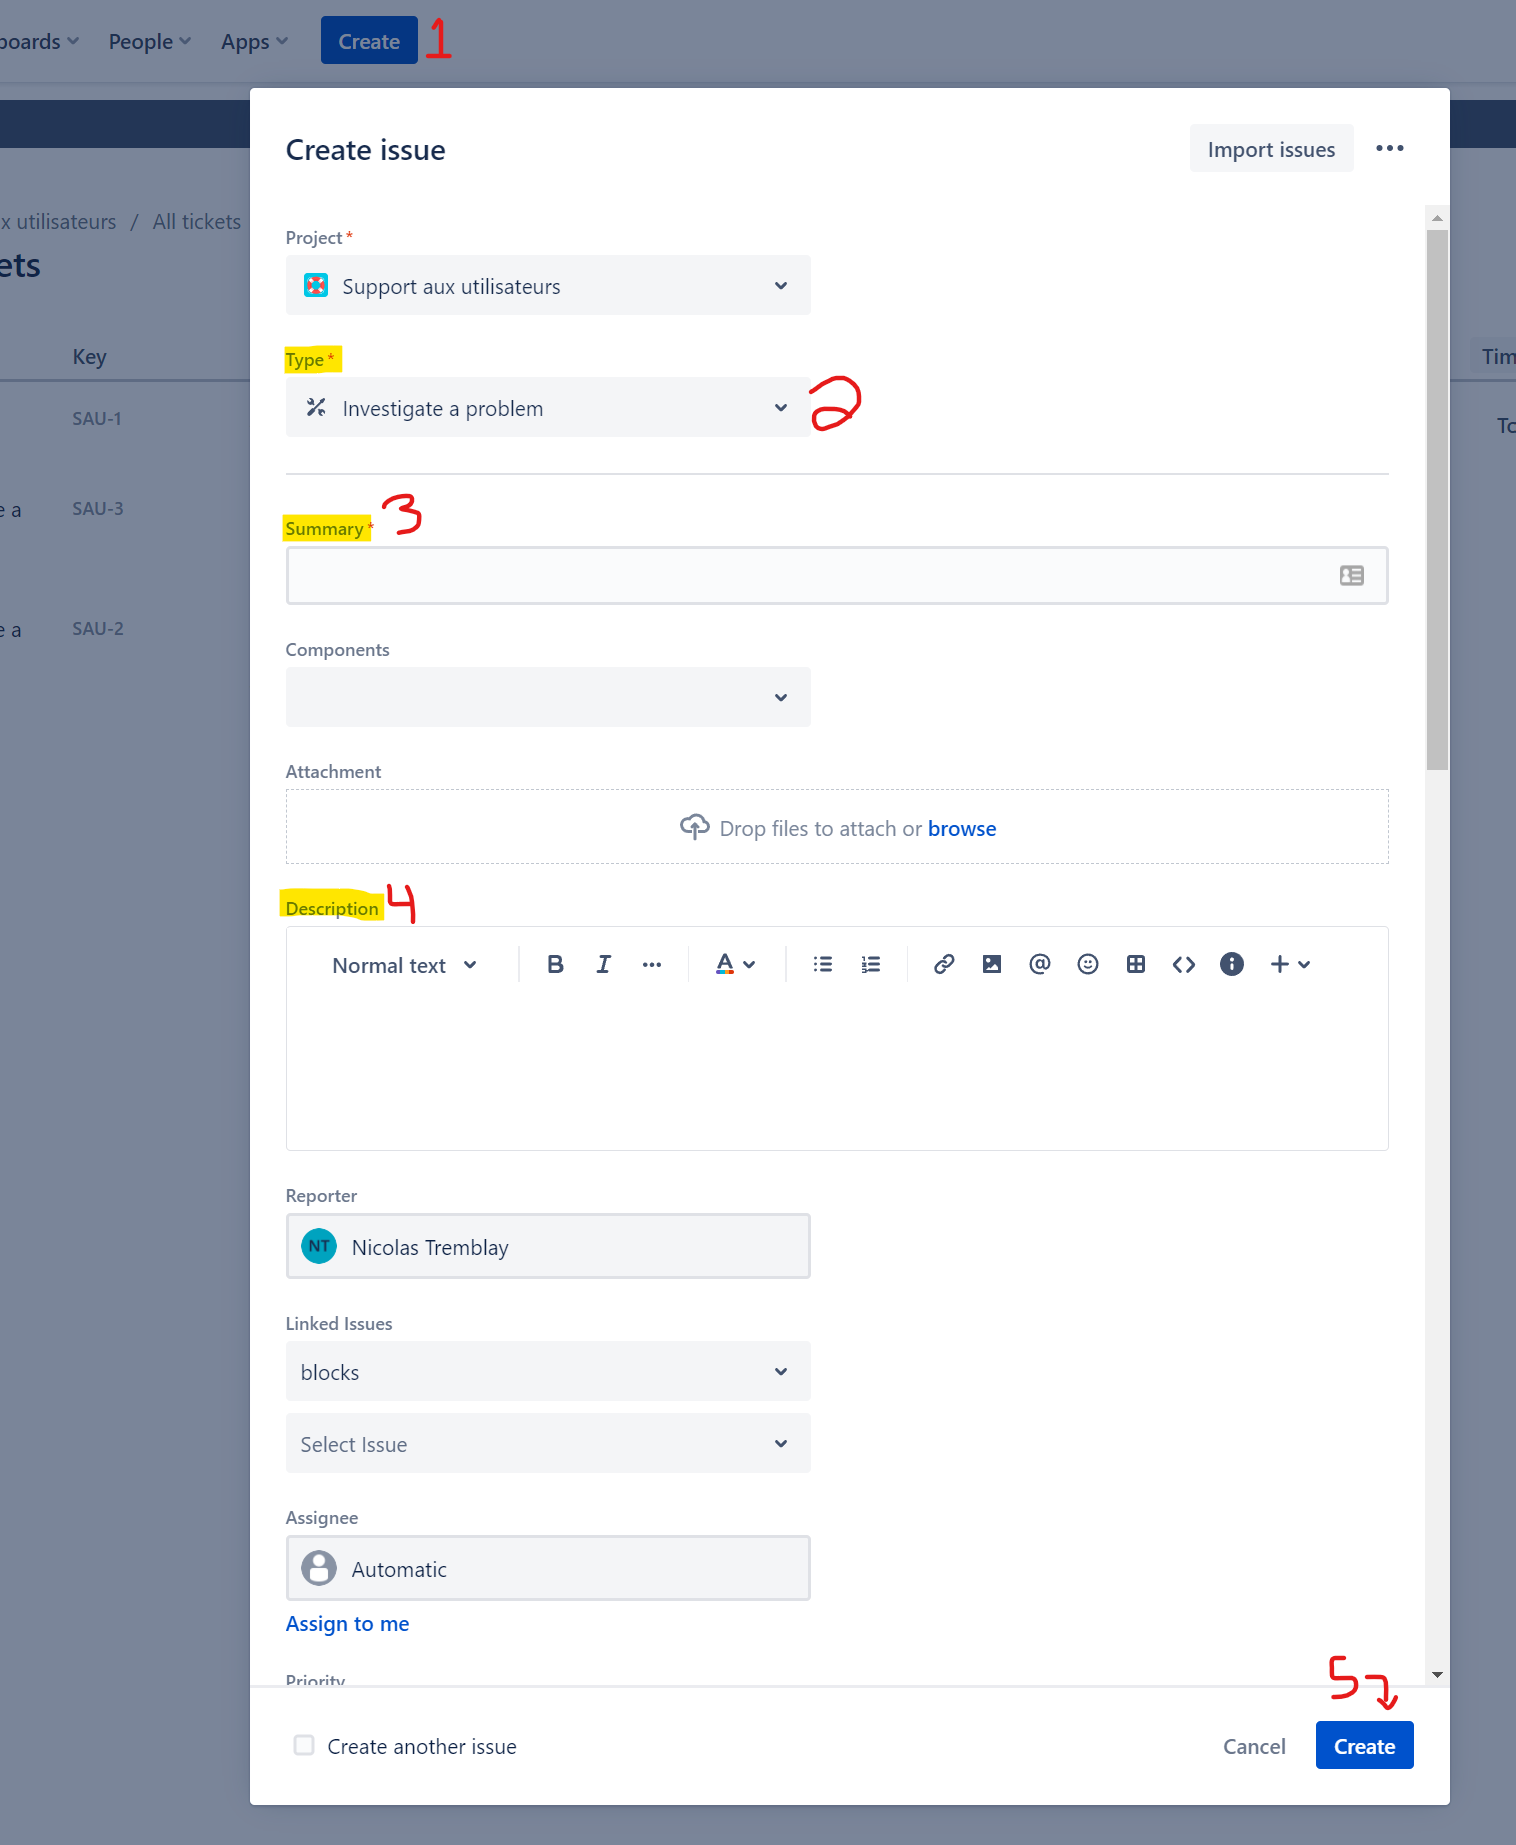 boards People Apps Create 1
Create issue Import issues
x utilisateurs / All tickets
ets
Project *
Support aux utilisateurs
Type *
Key Tim
Investigate a problem 2
SAU-1 To
e a SAU-3
Summary * 3
e a SAU-2
Components
Attachment
Drop files to attach or browse
Description 4
Normal text B I A
Reporter
NT Nicolas Tremblay
Linked Issues
blocks
Select Issue
Assignee
Automatic
Assign to me
Priority
5
Create another issue Cancel Create